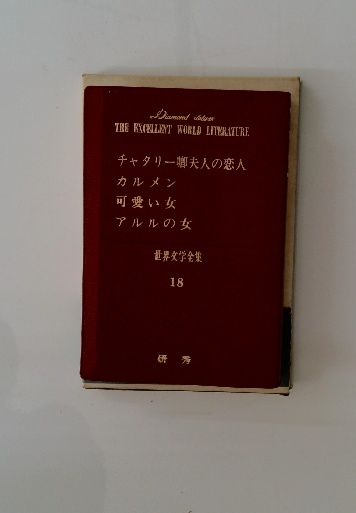 Diamond deluxe
THE EXCELLENT WORLD LITERATURE
チャタリー卿夫人の恋人
カルメン
可愛い女
アルルの女
世界文学全集
18
研秀